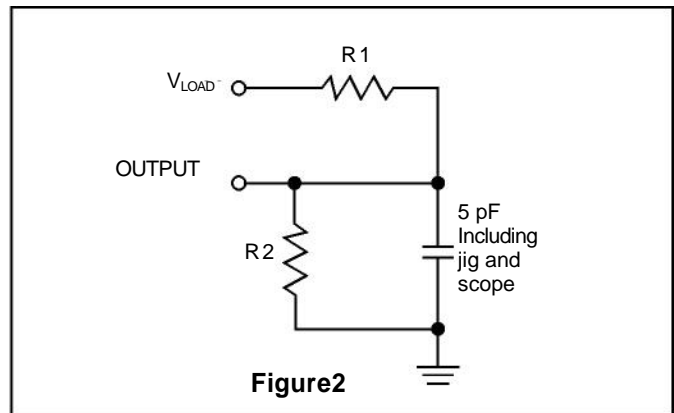 R1
VLOAD
OUTPUT
R2
5 pF
Including
jig and
scope
Figure2